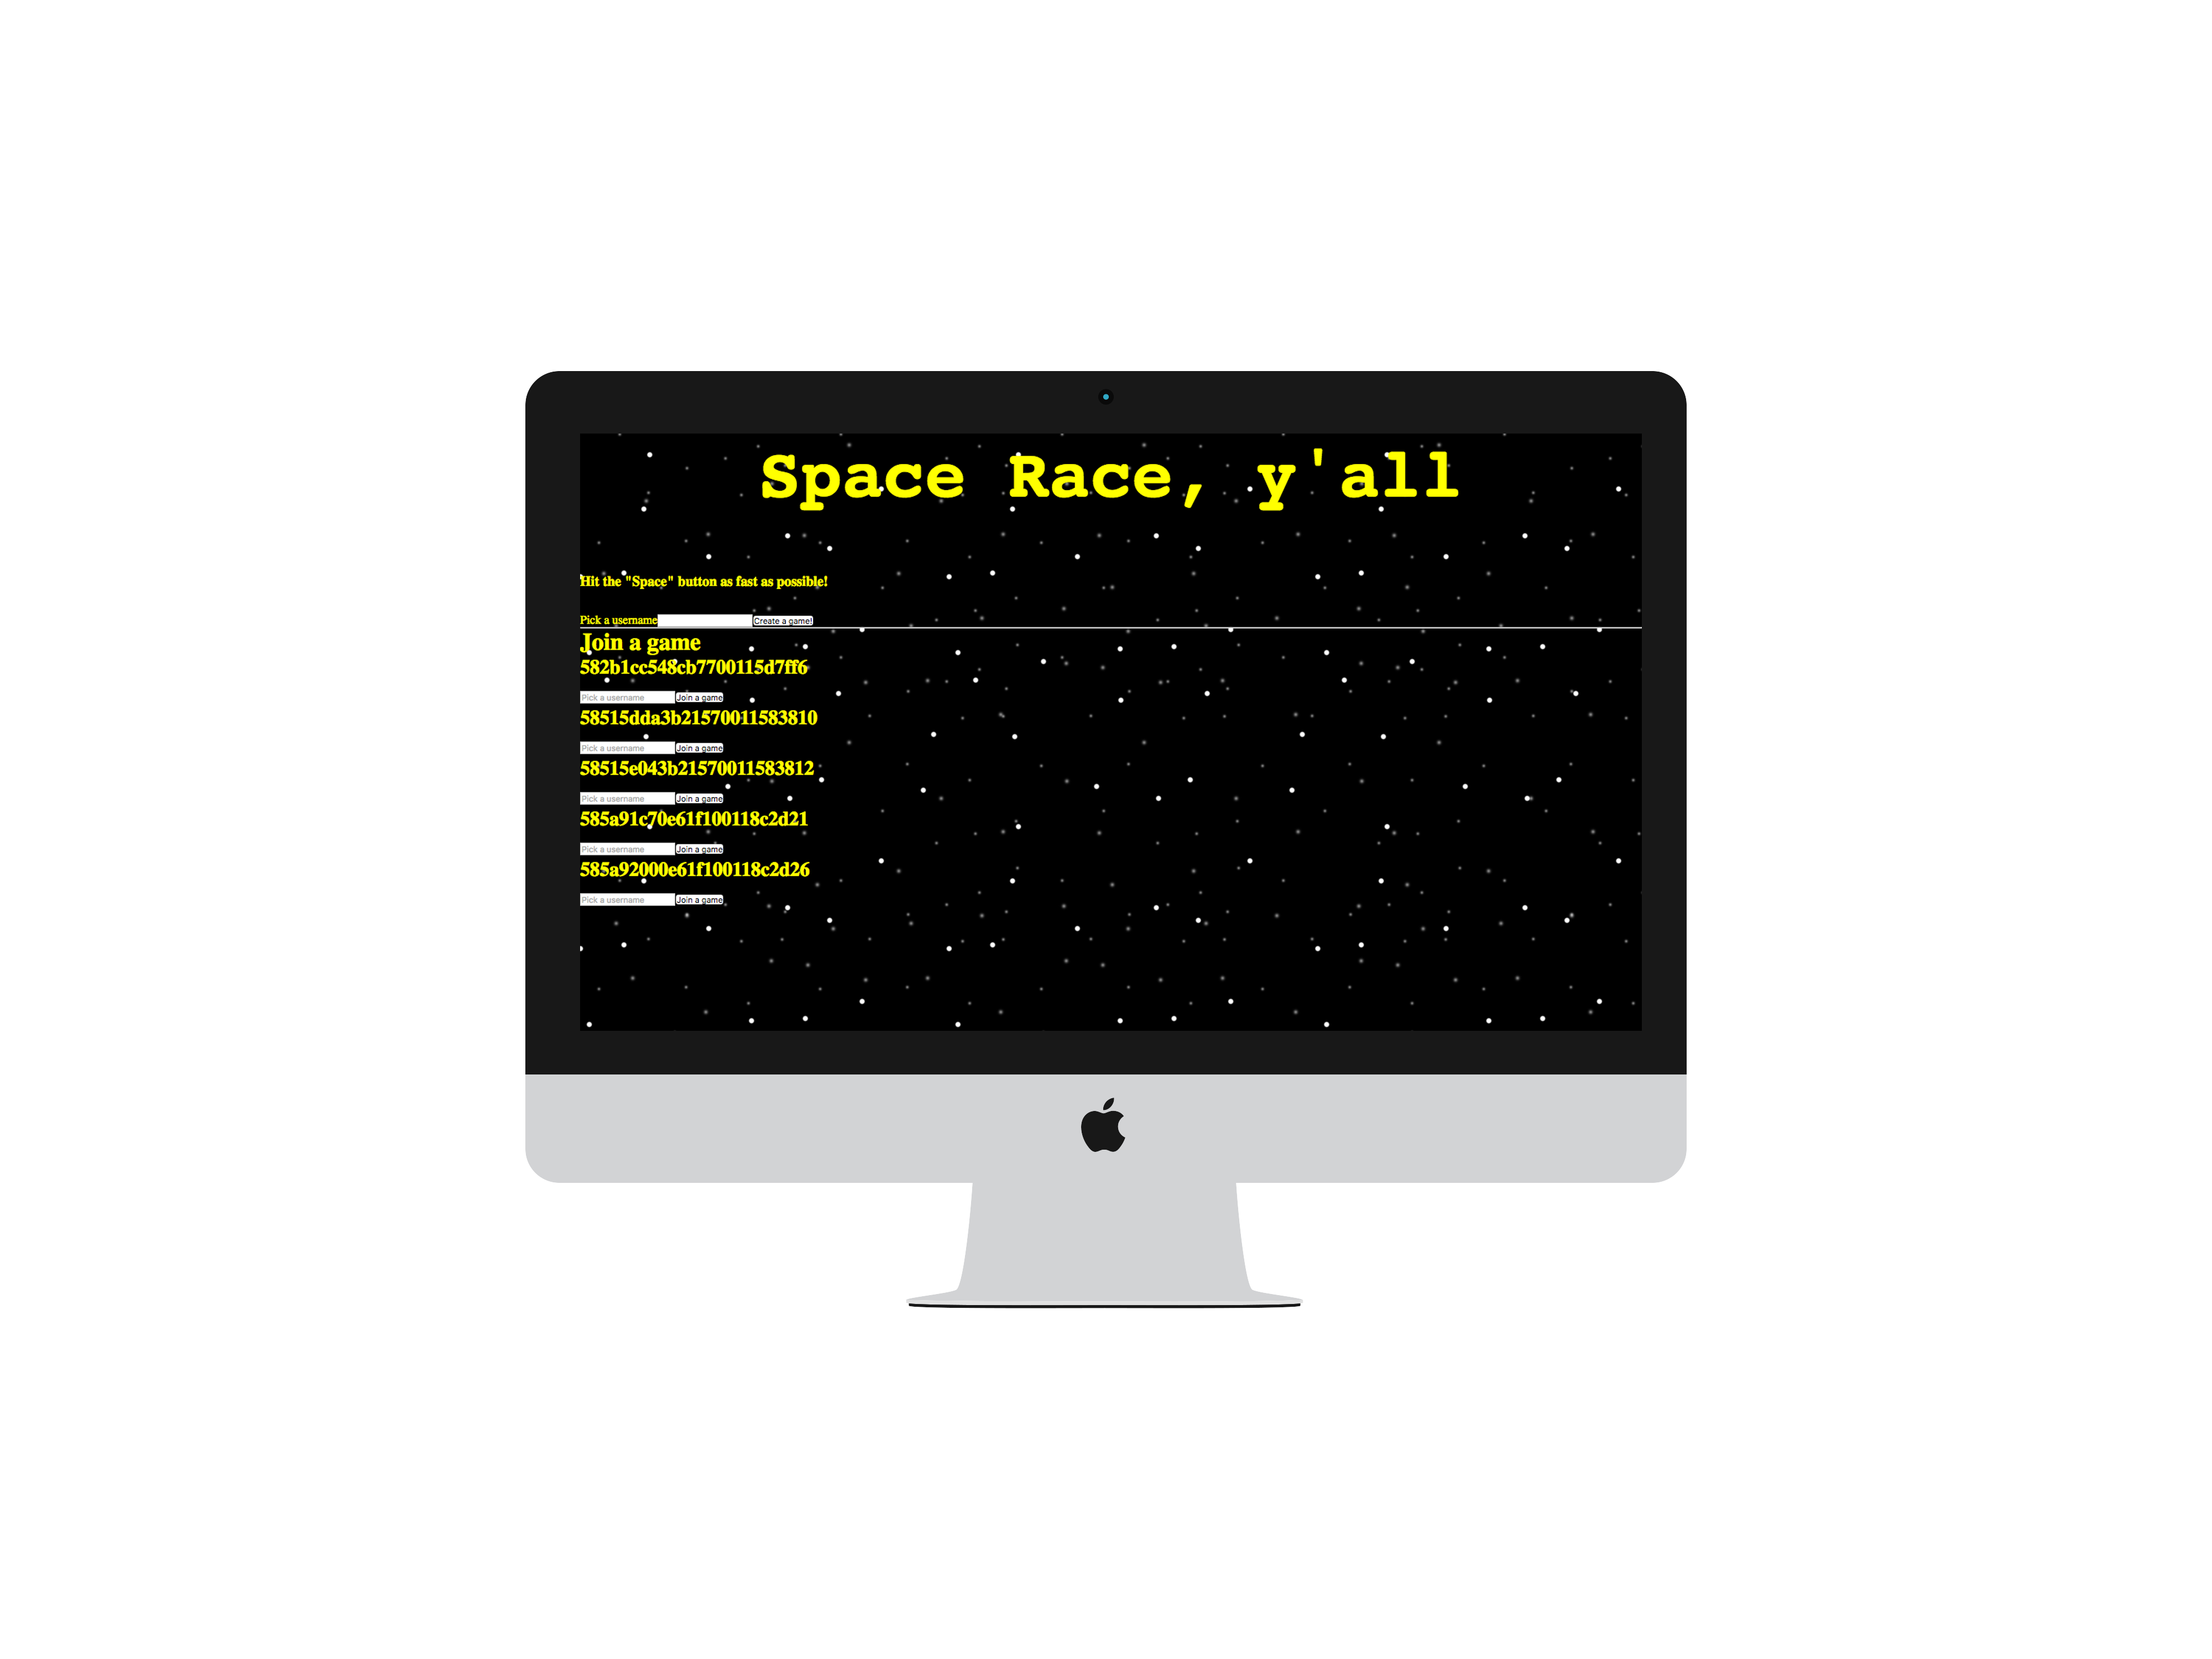 Space Race, y'all
Hit the "Space" button as fast as possible!
Pick a username Create a game!
Join a game
582b1cc548cb7700115d7ff6
Pick a username Join a game
58515dda3b21570011583810
Pick a username Join a game
58515e043b21570011583812
Pick a username Join a game
585a91c70e61f100118c2d21
Pick a username Join a game
585a92000e61f100118c2d26
Pick a username Join a game